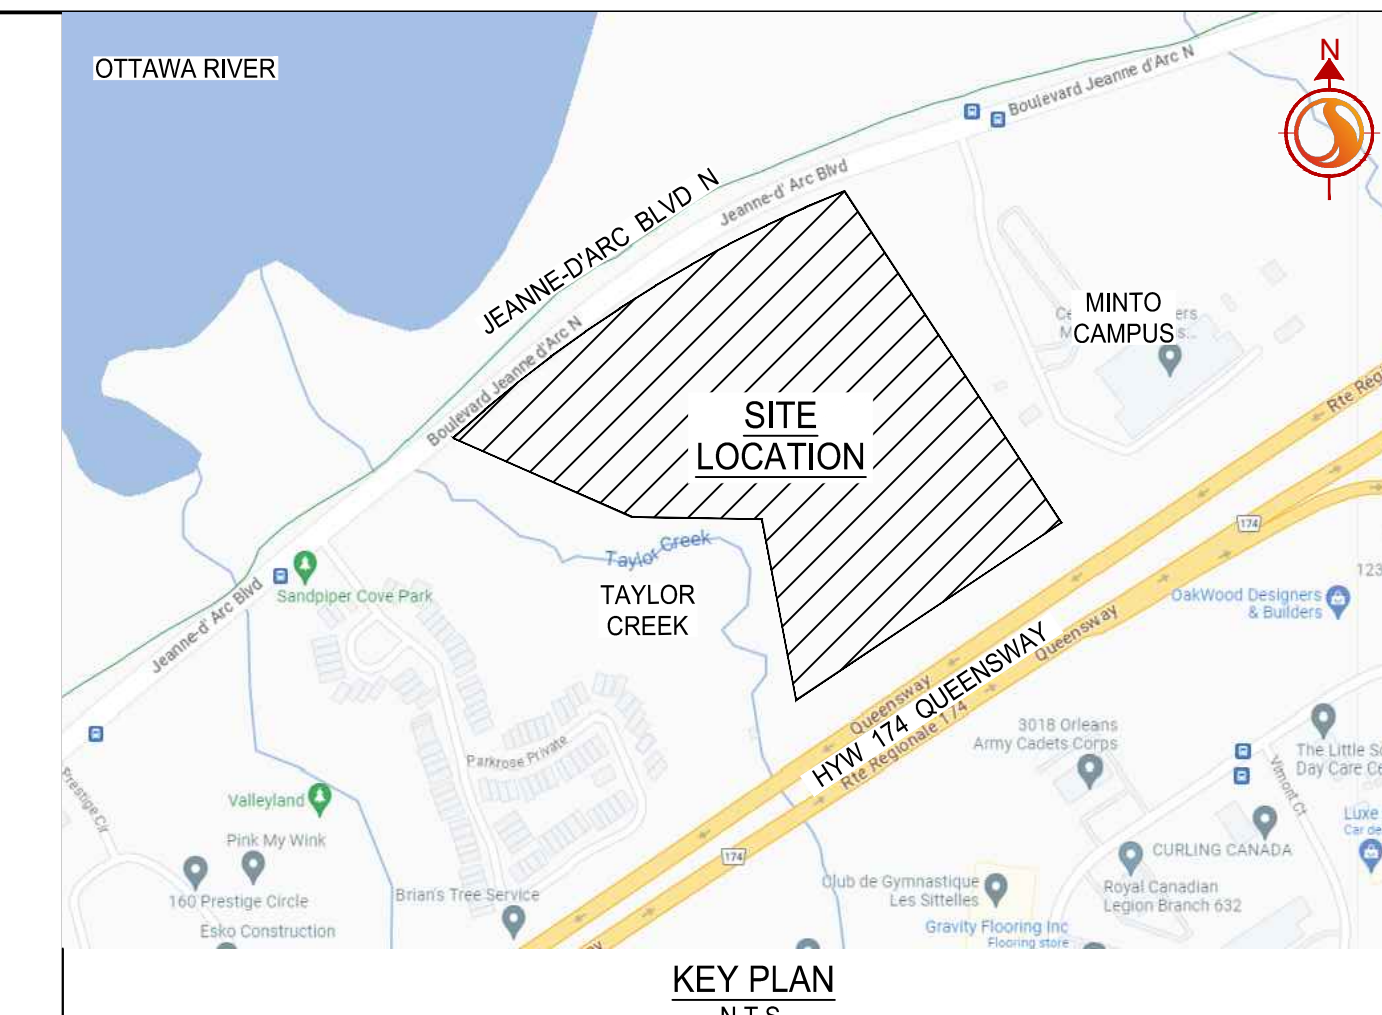 OTTAWA RIVER
N
Boulevard Jeanne d'Arc N
JEANNE-D'ARC BLVD N
Jeanne-d' Arc Blvd
Boulevard Jeanne d'Arc N
MINTO
CAMPUS
SITE
LOCATION
Rte Rég
174
Taylor Creek
TAYLOR
CREEK
Sandpiper Cove Park
Jeanne-d' Arc Blvd
123
OakWood Designers
& Builders
Queensway
Queensway
HYW 174 QUEENSWAY
Rte Regionale 174
3018 Orleans
Army Cadets Corps
The Little
Day Care
Vimont Ct
Parkrose Private
Prestige Cir
Valleyland
Pink My Wink
174
Luxe
Car de
CURLING CANADA
160 Prestige Circle
Brian's Tree Service
Club de Gymnastique
Les Sittelles
Royal Canadian
Legion Branch 632
Esko Construction
Gravity Flooring Inc
Flooring store
KEY PLAN
N.T.S.